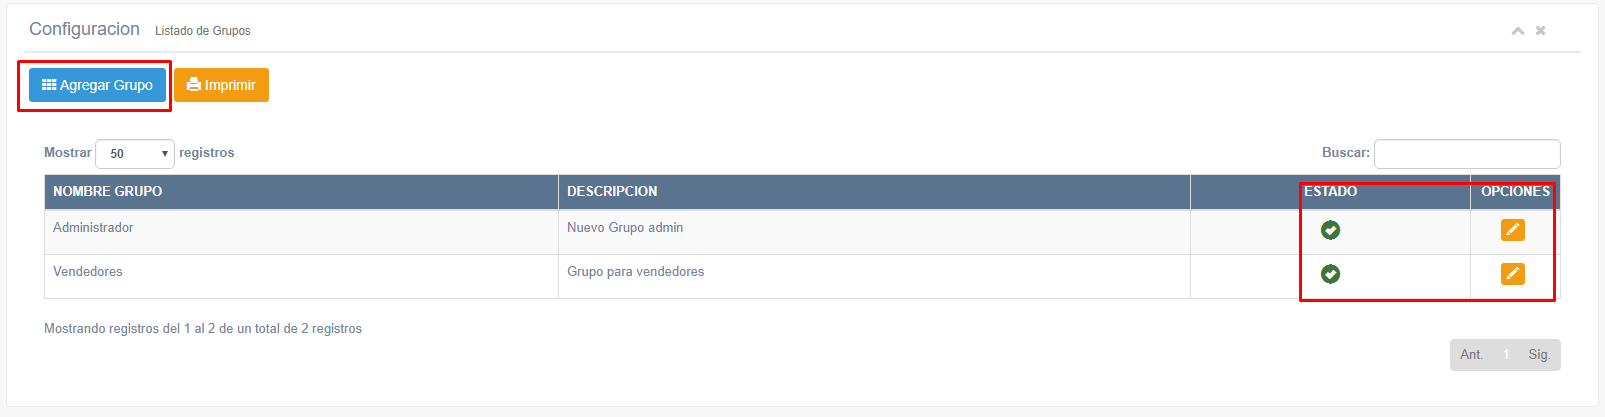 Configuracion Listado de Grupos
Agregar Grupo Imprimir
Mostrar 50 registros Buscar:
NOMBRE GRUPO DESCRIPCION ESTADO OPCIONES
Administrador Nuevo Grupo admin
Vendedores Grupo para vendedores
Mostrando registros del 1 al 2 de un total de 2 registros
Ant. 1 Sig.